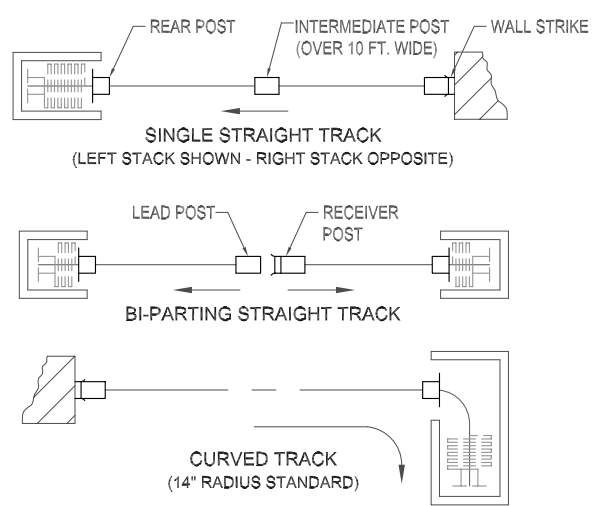 REAR POST
INTERMEDIATE POST
(OVER 10 FT. WIDE)
WALL STRIKE
SINGLE STRAIGHT TRACK
(LEFT STACK SHOWN - RIGHT STACK OPPOSITE)
LEAD POST
RECEIVER
POST
BI-PARTING STRAIGHT TRACK
CURVED TRACK
(14" RADIUS STANDARD)